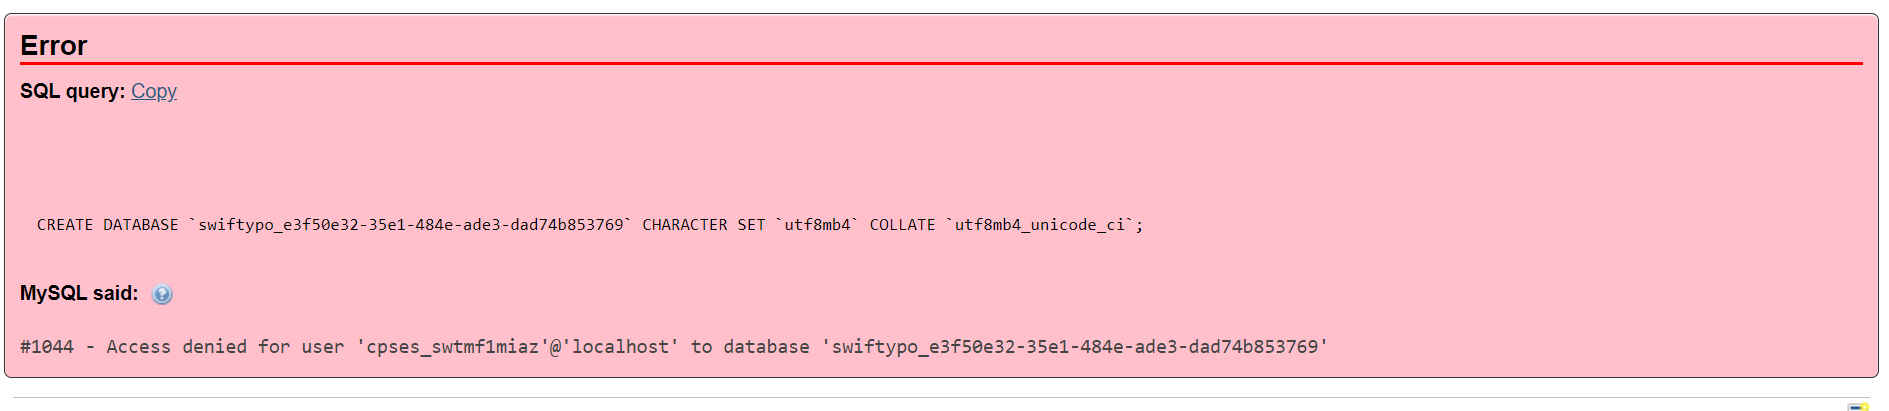 Error
SQL query: Copy
CREATE DATABASE `swiftypo_e3f50e32-35e1-484e-ade3-dad74b853769` CHARACTER SET `utf8mb4` COLLATE `utf8mb4_unicode_ci`;
MySQL said: ?
#1044 - Access denied for user 'cpses_swtmf1miaz'@'localhost' to database 'swiftypo_e3f50e32-35e1-484e-ade3-dad74b853769'